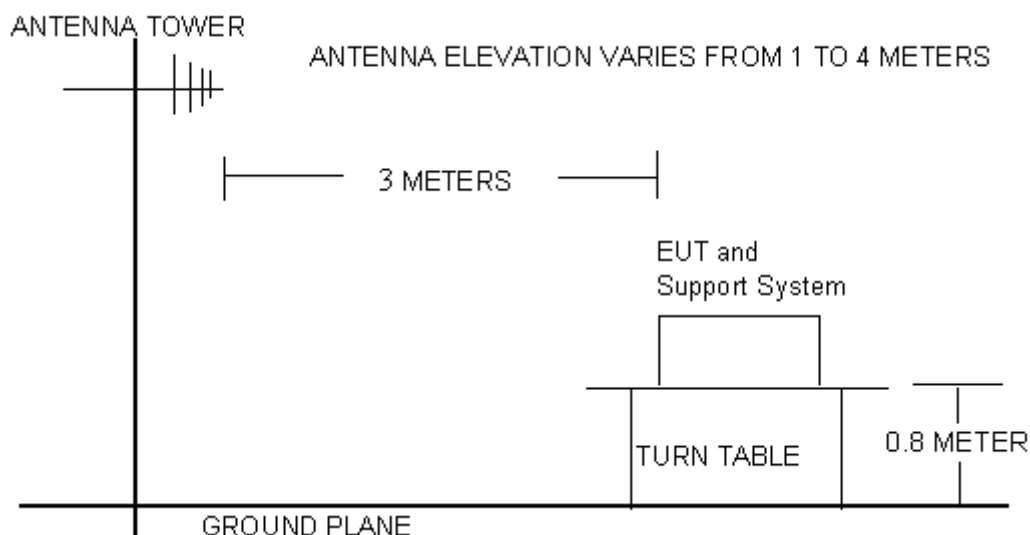 ANTENNA TOWER
ANTENNA ELEVATION VARIES FROM 1 TO 4 METERS
3 METERS
EUT and
Support System
TURN TABLE
0.8 METER
GROUND PLANE